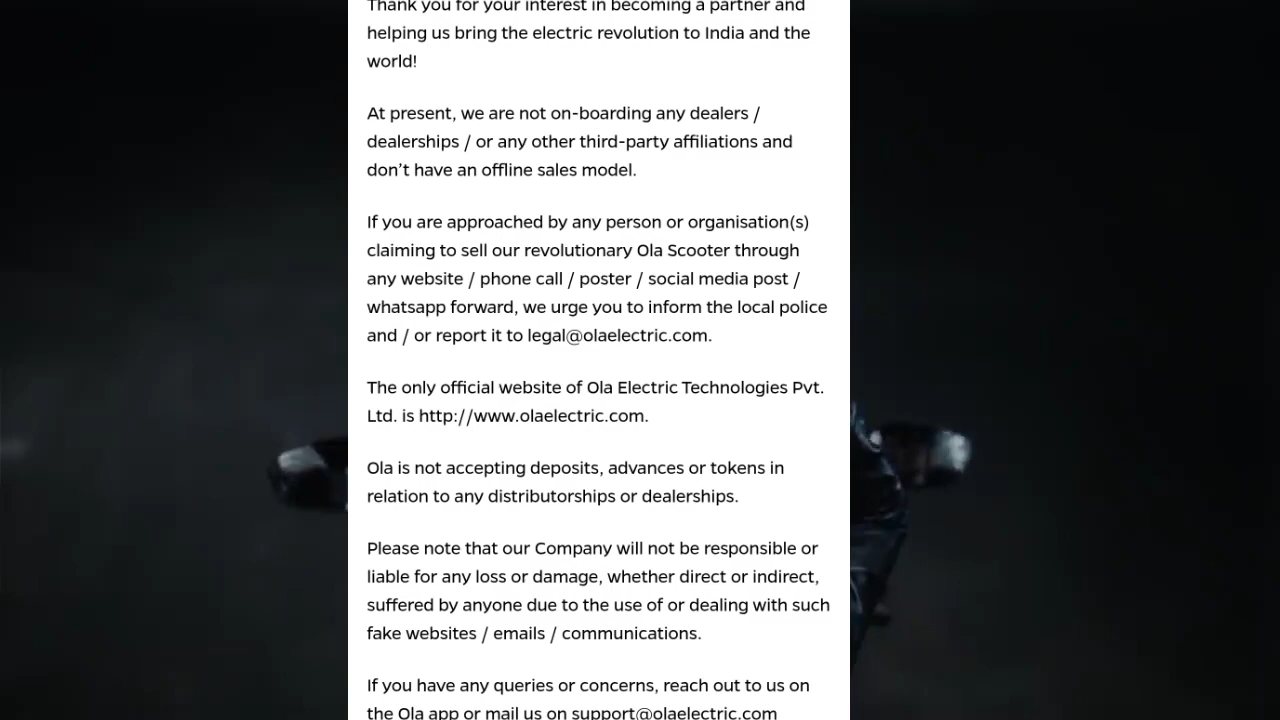 Thank you for your interest in becoming a partner and
helping us bring the electric revolution to India and the
world!
At present, we are not on-boarding any dealers /
dealerships / or any other third-party affiliations and
don’t have an offline sales model.
If you are approached by any person or organisation(s)
claiming to sell our revolutionary Ola Scooter through
any website / phone call / poster / social media post /
whatsapp forward, we urge you to inform the local police
and / or report it to legal@olaelectric.com.
The only official website of Ola Electric Technologies Pvt.
Ltd. is http://www.olaelectric.com.
Ola is not accepting deposits, advances or tokens in
relation to any distributorships or dealerships.
Please note that our Company will not be responsible or
liable for any loss or damage, whether direct or indirect,
suffered by anyone due to the use of or dealing with such
fake websites / emails / communications.
If you have any queries or concerns, reach out to us on
the Ola app or mail us on support@olaelectric.com